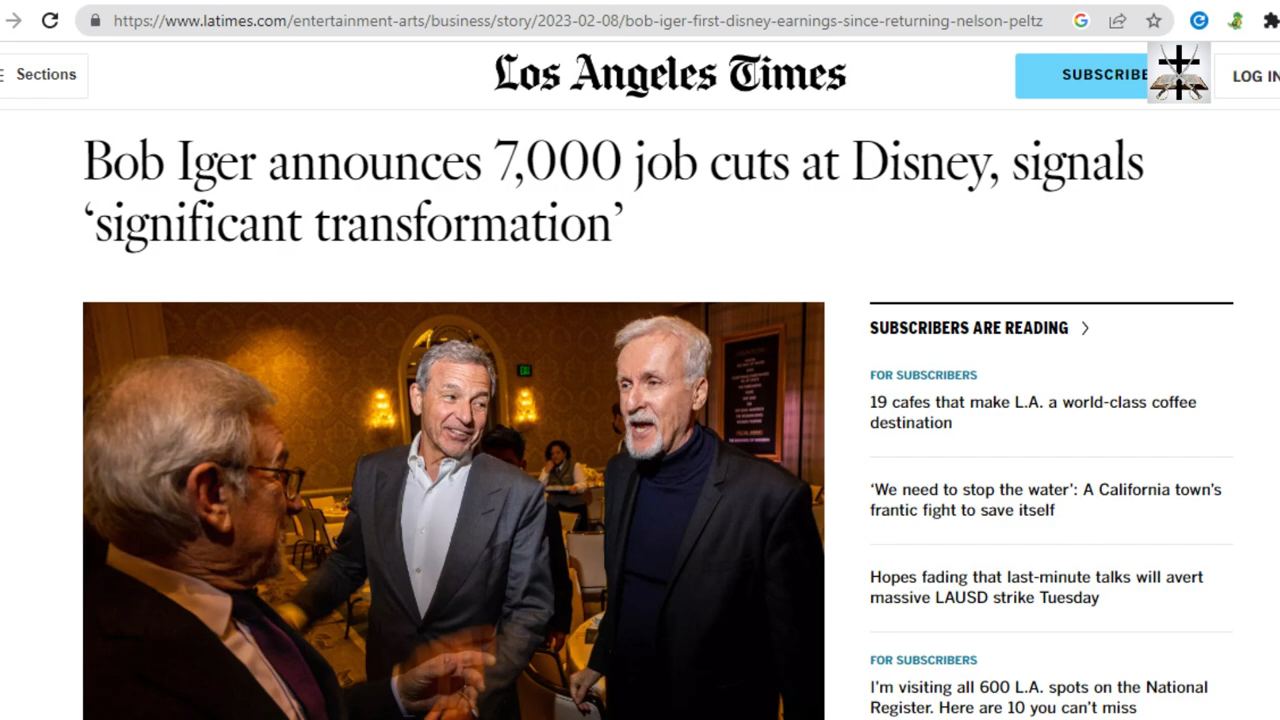 https://www.latimes.com/entertainment-arts/business/story/2023-02-08/bob-iger-first-disney-earnings-since-returning-nelson-peltz
Sections
Los Angeles Times
SUBSCRIBE
LOG IN
Bob Iger announces 7,000 job cuts at Disney, signals
‘significant transformation’
SUBSCRIBERS ARE READING
FOR SUBSCRIBERS
19 cafes that make L.A. a world-class coffee
destination
‘We need to stop the water’: A California town’s
frantic fight to save itself
Hopes fading that last-minute talks will avert
massive LAUSD strike Tuesday
FOR SUBSCRIBERS
I’m visiting all 600 L.A. spots on the National
Register. Here are 10 you can’t miss
EXIT